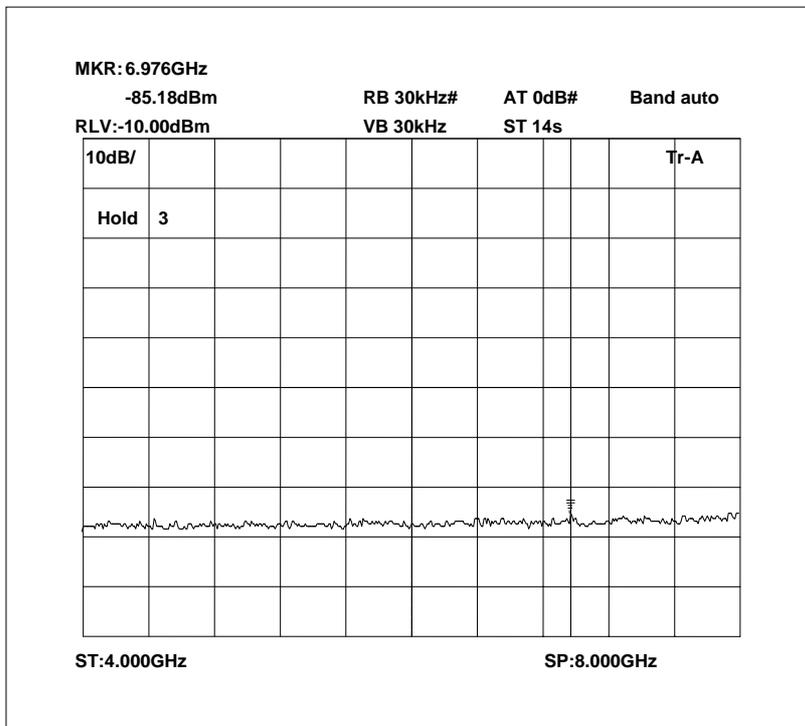 MKR: 6.976GHz
-85.18dBm RB 30kHz# AT 0dB# Band auto
RLV:-10.00dBm VB 30kHz ST 14s
10dB/ Tr-A
Hold 3
ST:4.000GHz SP:8.000GHz